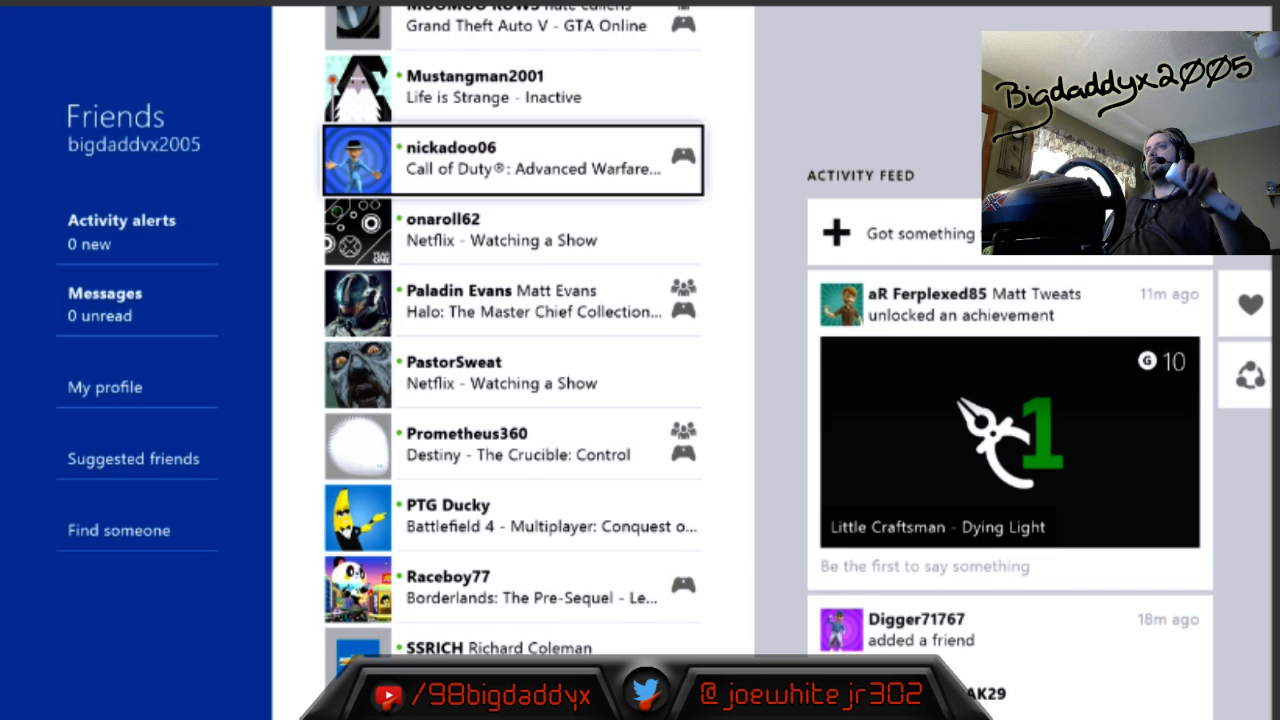 Friends
bigdaddvx2005
Activity alerts
0 new
Messages
0 unread
My profile
Suggested friends
Find someone
MOOMOO ROWS hate callens
Grand Theft Auto V - GTA Online
Mustangman2001
Life is Strange - Inactive
nickadoo06
Call of Duty®: Advanced Warfare...
onaroll62
Netflix - Watching a Show
Paladin Evans Matt Evans
Halo: The Master Chief Collection...
PastorSweat
Netflix - Watching a Show
Prometheus360
Destiny - The Crucible: Control
PTG Ducky
Battlefield 4 - Multiplayer: Conquest o...
Raceboy77
Borderlands: The Pre-Sequel - Le...
SSRICH Richard Coleman
Bigdaddyx2005
ACTIVITY FEED
Got something
aR Ferplexed85 Matt Tweats 11m ago
unlocked an achievement
G 10
1
Little Craftsman - Dying Light
Be the first to say something
Digger71767 18m ago
added a friend
AK29
/98bigdaddyx
@joewhitejr302